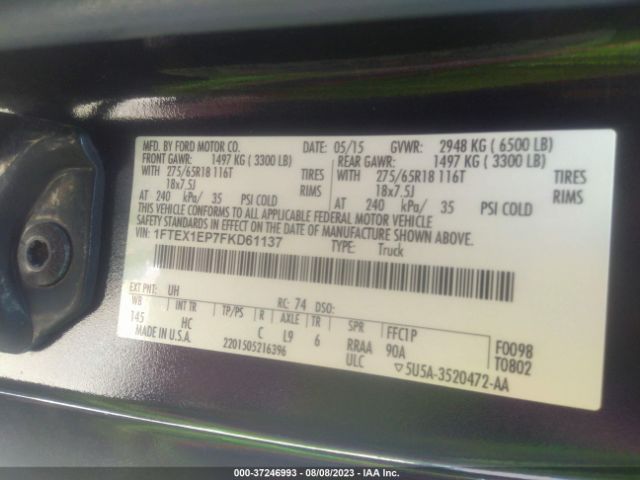 MFD. BY FORD MOTOR CO. DATE: 05/15 GVWR: 2948 KG ( 6500 LB)
FRONT GAWR: 1497 KG ( 3300 LB) REAR GAWR: 1497 KG ( 3300 LB)
WITH 275/65R18 116T TIRES WITH 275/65R18 116T TIRES
18x7.5J RIMS 18x7.5J RIMS
AT 240 kPa/ 35 PSI COLD AT 240 kPa/ 35 PSI COLD
THIS VEHICLE CONFORMS TO ALL APPLICABLE FEDERAL MOTOR VEHICLE
SAFETY STANDARDS IN EFFECT ON THE DATE OF MANUFACTURE SHOWN ABOVE.
VIN: 1FTEX1EP7FKD61137
TYPE: Truck
EXT PNT: UH RC: 74 DSO:
WB INT TR TP/PS R AXLE TR SPR FFC1P F0098
145 HC C L9 6 RRAA 90A T0802
MADE IN U.S.A. 2201505216396 ULC ▽5U5A-3520472-AA
000-37246993 - 08/08/2023 - IAA Inc.